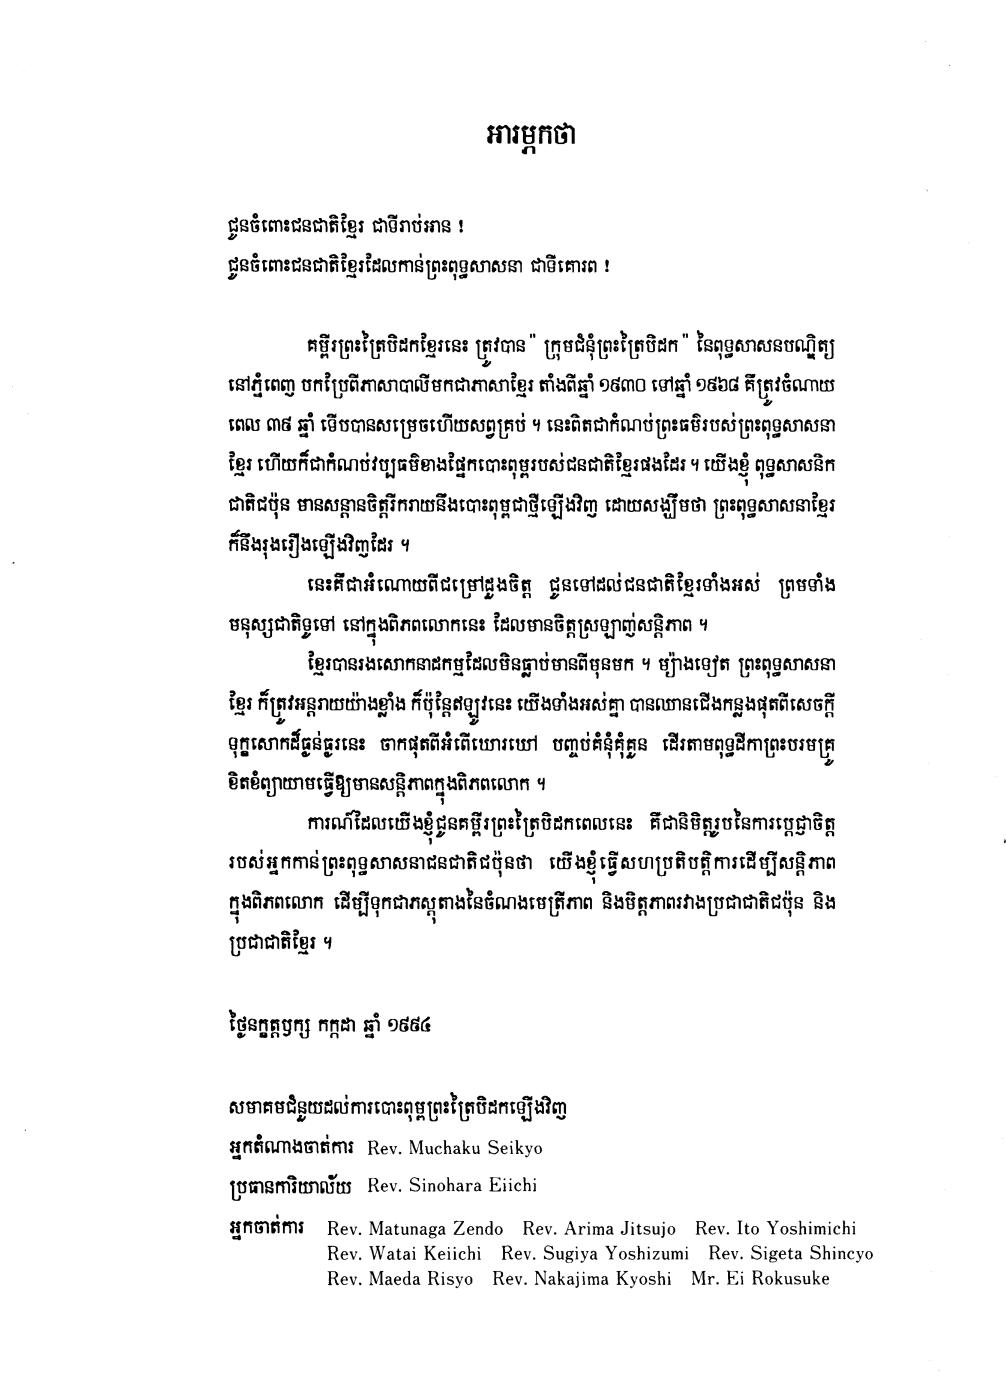 អារម្ភកថា
ជូនចំពោះជនជាតិខ្មែរ ជាទីរាប់អាន !
ជូនចំពោះជនជាតិខ្មែរដែលកាន់ព្រះពុទ្ធសាសនា ជាទីគោរព !
គម្ពីរព្រះត្រៃបិដកខ្មែរនេះ ត្រូវបាន " ក្រុមជំនុំព្រះត្រៃបិដក " នៃពុទ្ធសាសនបណ្ឌិត្យ
នៅភ្នំពេញ បកប្រែពីភាសាបាលីមកជាភាសាខ្មែរ តាំងពីឆ្នាំ ១៩៣០ ទៅឆ្នាំ ១៩៦៨ គឺត្រូវចំណាយ
ពេល ៣៩ ឆ្នាំ ទើបបានសម្រេចហើយសព្វគ្រប់ ។ នេះពិតជាកំណប់ព្រះធម៌របស់ព្រះពុទ្ធសាសនា
ខ្មែរ ហើយក៏ជាកំណប់វប្បធម៌ខាងផ្នែកបោះពុម្ពរបស់ជនជាតិខ្មែរផងដែរ ។ យើងខ្ញុំ ពុទ្ធសាសនិក
ជាតិជប៉ុន មានសន្តានចិត្តរីករាយនឹងបោះពុម្ពជាថ្មីឡើងវិញ ដោយសង្ឃឹមថា ព្រះពុទ្ធសាសនាខ្មែរ
ក៏នឹងរុងរឿងឡើងវិញដែរ ។
នេះគឺជាអំណោយពីជម្រៅដួងចិត្ត ជូនទៅដល់ជនជាតិខ្មែរទាំងអស់ ព្រមទាំង
មនុស្សជាតិទូទៅ នៅក្នុងពិភពលោកនេះ ដែលមានចិត្តស្រឡាញ់សន្តិភាព ។
ខ្មែរបានរងសោកនាដកម្មដែលមិនធ្លាប់មានពីមុនមក ។ ម្យ៉ាងទៀត ព្រះពុទ្ធសាសនា
ខ្មែរ ក៏ត្រូវអន្តរាយយ៉ាងខ្លាំង ក៏ប៉ុន្តែឥឡូវនេះ យើងទាំងអស់គ្នា បានឈានជើងកន្លងផុតពីសេចក្តី
ទុក្ខសោកដ៏ធ្ងន់ធ្ងរនេះ ចាកផុតពីអំពើឃោរឃៅ បញ្ចប់គំនុំគុំគួន ដើរតាមពុទ្ធដីកាព្រះបរមគ្រូ
ខិតខំព្យាយាមធ្វើឱ្យមានសន្តិភាពក្នុងពិភពលោក ។
ការណ៍ដែលយើងខ្ញុំជូនគម្ពីរព្រះត្រៃបិដកពេលនេះ គឺជានិមិត្តរូបនៃការប្តេជ្ញាចិត្ត
របស់អ្នកកាន់ព្រះពុទ្ធសាសនាជនជាតិជប៉ុនថា យើងខ្ញុំធ្វើសហប្រតិបត្តិការដើម្បីសន្តិភាព
ក្នុងពិភពលោក ដើម្បីទុកជាភស្តុតាងនៃចំណងមេត្រីភាព និងមិត្តភាពរវាងប្រជាជាតិជប៉ុន និង
ប្រជាជាតិខ្មែរ ។
ថ្ងៃនក្ខត្តឫក្ស កក្កដា ឆ្នាំ ១៩៩៤
សមាគមជំនួយដល់ការបោះពុម្ពព្រះត្រៃបិដកឡើងវិញ
អ្នកតំណាងចាត់ការ Rev. Muchaku Seikyo
ប្រធានការិយាល័យ Rev. Sinohara Eiichi
អ្នកចាត់ការ Rev. Matunaga Zendo Rev. Arima Jitsujo Rev. Ito Yoshimichi
Rev. Watai Keiichi Rev. Sugiya Yoshizumi Rev. Sigeta Shincyo
Rev. Maeda Risyo Rev. Nakajima Kyoshi Mr. Ei Rokusuke